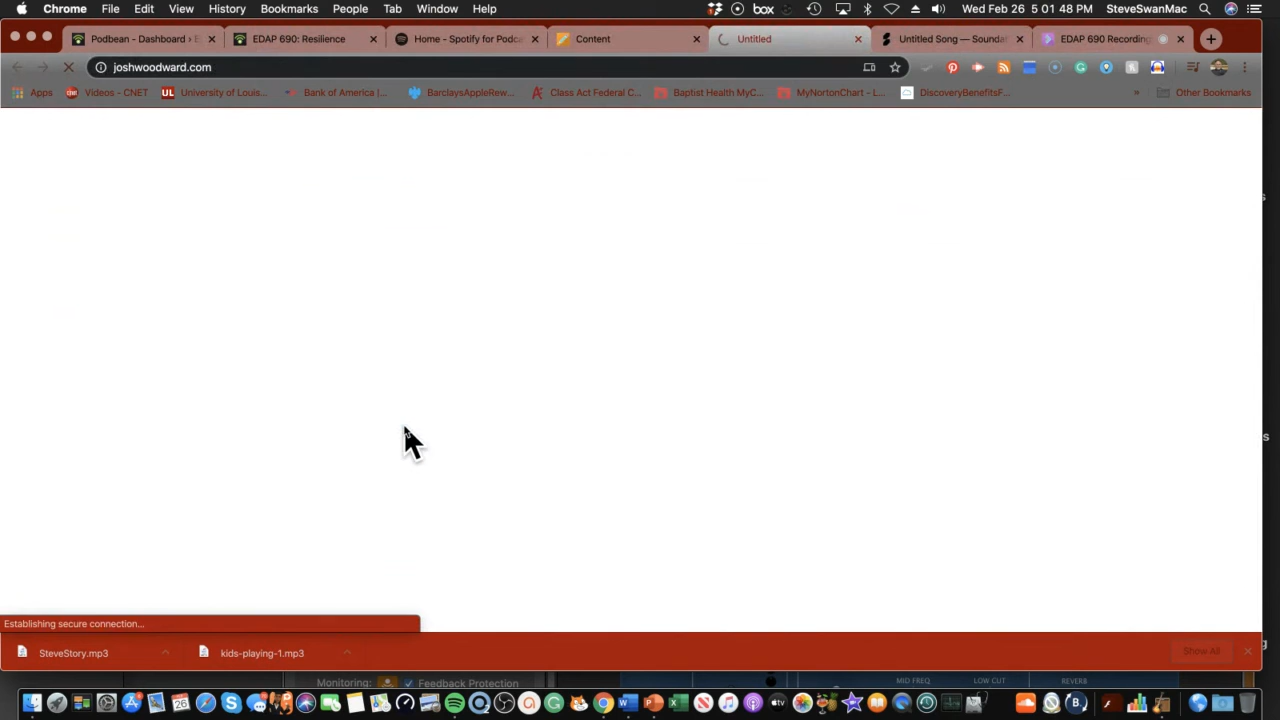 Chrome File Edit View History Bookmarks People Tab Window Help box Wed Feb 26 5 01 48 PM SteveSwanMac
Podbean - Dashboard › E EDAP 690: Resilience Home - Spotify for Podca Content Untitled Untitled Song — Sounda EDAP 690 Recording
joshwoodward.com
Apps Videos - CNET University of Louis... Bank of America |... BarclaysAppleRew... Class Act Federal C... Baptist Health MyC... MyNortonChart - L... DiscoveryBenefitsF... » Other Bookmarks
Establishing secure connection...
SteveStory.mp3 kids-playing-1.mp3 Show All
Monitoring: Feedback Protection MID FREQ LOW CUT REVERB